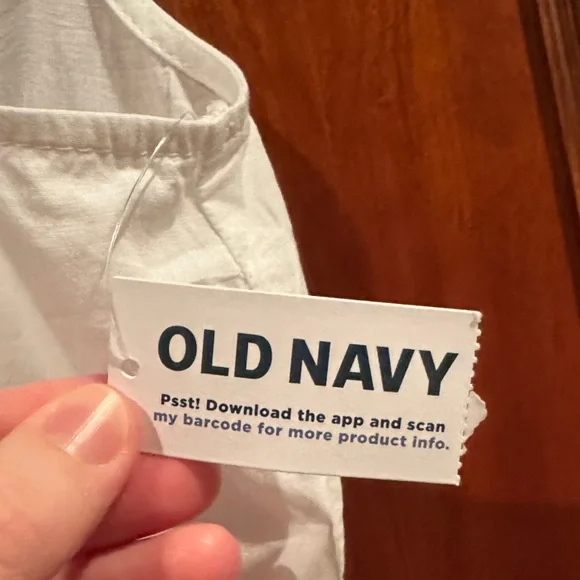 OLD NAVY
Psst! Download the app and scan
my barcode for more product info.